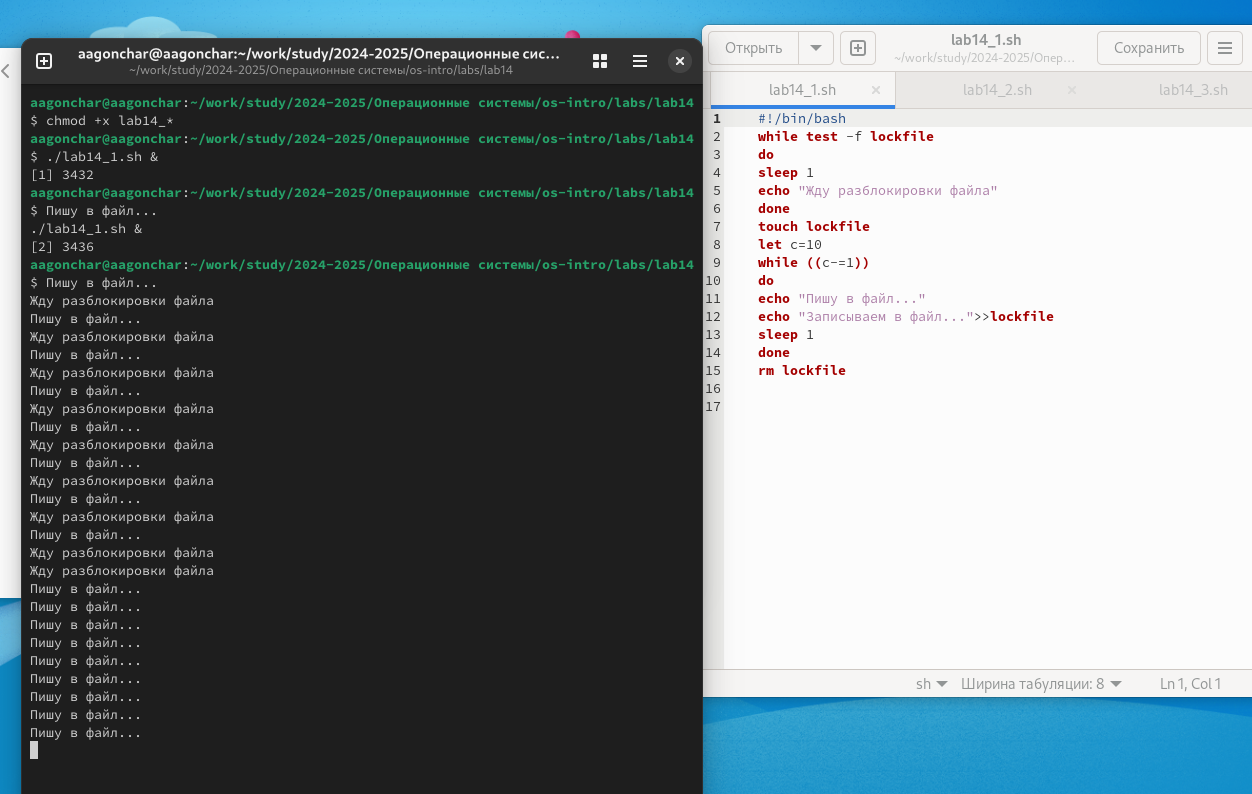 aagonchar@aagonchar:~/work/study/2024-2025/Операционные сис...
~/work/study/2024-2025/Операционные системы/os-intro/labs/lab14
aagonchar@aagonchar:~/work/study/2024-2025/Операционные системы/os-intro/labs/lab14
$ chmod +x lab14_*
aagonchar@aagonchar:~/work/study/2024-2025/Операционные системы/os-intro/labs/lab14
$ ./lab14_1.sh &
[1] 3432
aagonchar@aagonchar:~/work/study/2024-2025/Операционные системы/os-intro/labs/lab14
$ Пишу в файл...
./lab14_1.sh &
[2] 3436
aagonchar@aagonchar:~/work/study/2024-2025/Операционные системы/os-intro/labs/lab14
$ Пишу в файл...
Жду разблокировки файла
Пишу в файл...
Жду разблокировки файла
Пишу в файл...
Жду разблокировки файла
Пишу в файл...
Жду разблокировки файла
Пишу в файл...
Жду разблокировки файла
Пишу в файл...
Жду разблокировки файла
Пишу в файл...
Жду разблокировки файла
Пишу в файл...
Жду разблокировки файла
Жду разблокировки файла
Пишу в файл...
Пишу в файл...
Пишу в файл...
Пишу в файл...
Пишу в файл...
Пишу в файл...
Пишу в файл...
Пишу в файл...
Пишу в файл...
Открыть
lab14_1.sh
~/work/study/2024-2025/Опер...
Сохранить
lab14_1.sh × lab14_2.sh × lab14_3.sh
1 #!/bin/bash
2 while test -f lockfile
3 do
4 sleep 1
5 echo "Жду разблокировки файла"
6 done
7 touch lockfile
8 let c=10
9 while ((c-=1))
10 do
11 echo "Пишу в файл..."
12 echo "Записываем в файл...">>lockfile
13 sleep 1
14 done
15 rm lockfile
16
17
sh Ширина табуляции: 8 Ln 1, Col 1